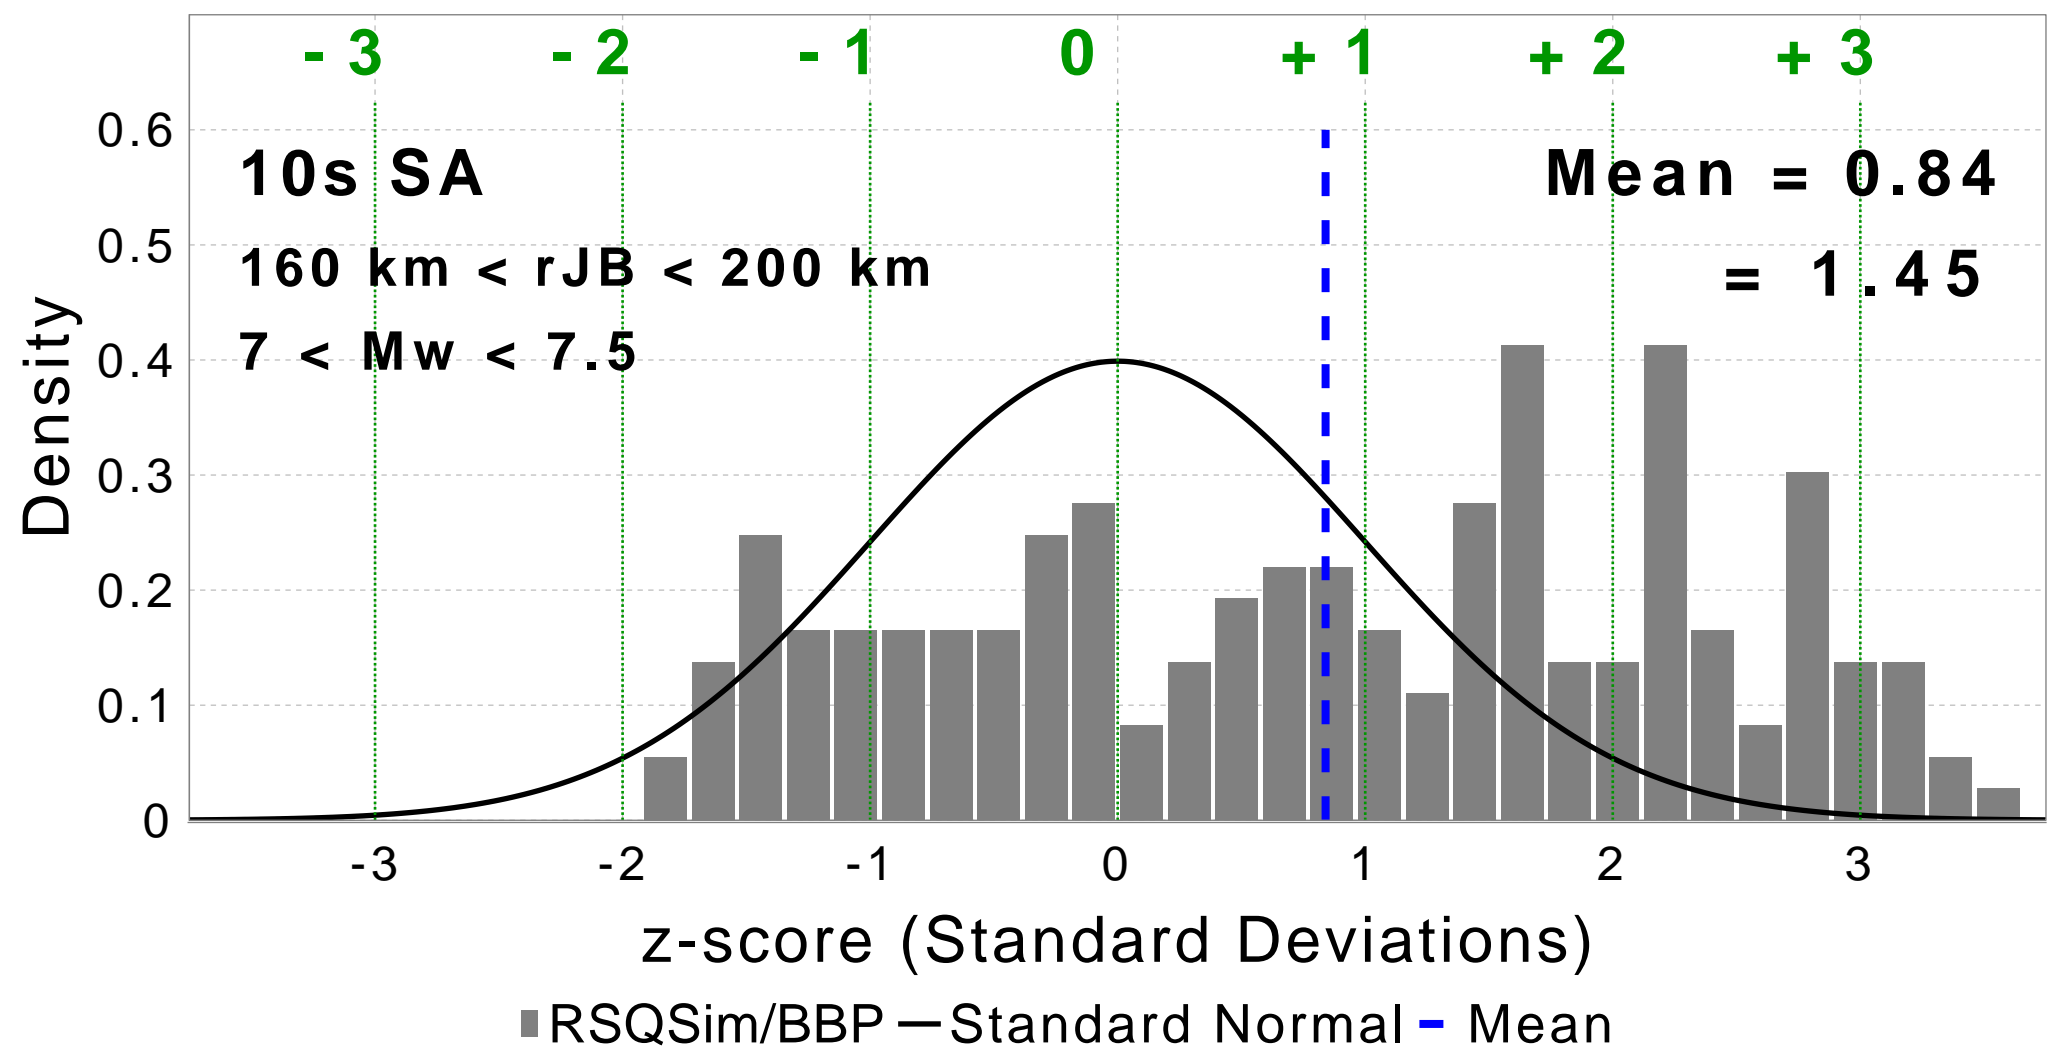 - 3 - 2 - 1 0 + 1 + 2 + 3
0.6
10s SA
Mean = 0.84
0.5
160 km < rJB < 200 km
= 1.45
0.4
7 < Mw < 7.5
0.3
0.2
0.1
0
Density
-3 -2 -1 0 1 2 3
z-score (Standard Deviations)
RSQSim/BBP Standard Normal Mean